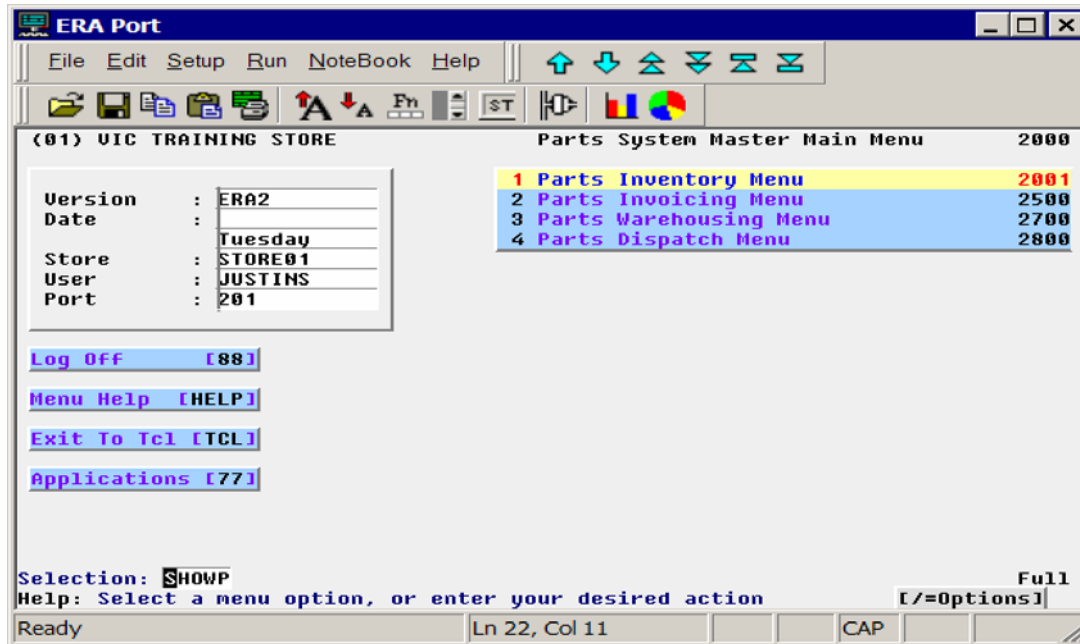 ERA Port
File Edit Setup Run NoteBook Help
Fn ST
(01) VIC TRAINING STORE Parts System Master Main Menu 2000
1 Parts Inventory Menu 2001
2 Parts Invoicing Menu 2500
3 Parts Warehousing Menu 2700
4 Parts Dispatch Menu 2800
Version : ERA2
Date :
Tuesday
Store : STORE01
User : JUSTINS
Port : 201
Log Off [88]
Menu Help [HELP]
Exit To Tcl [TCL]
Applications [77]
Selection: SHOWP Full
Help: Select a menu option, or enter your desired action [/=Options]
Ready Ln 22, Col 11 CAP